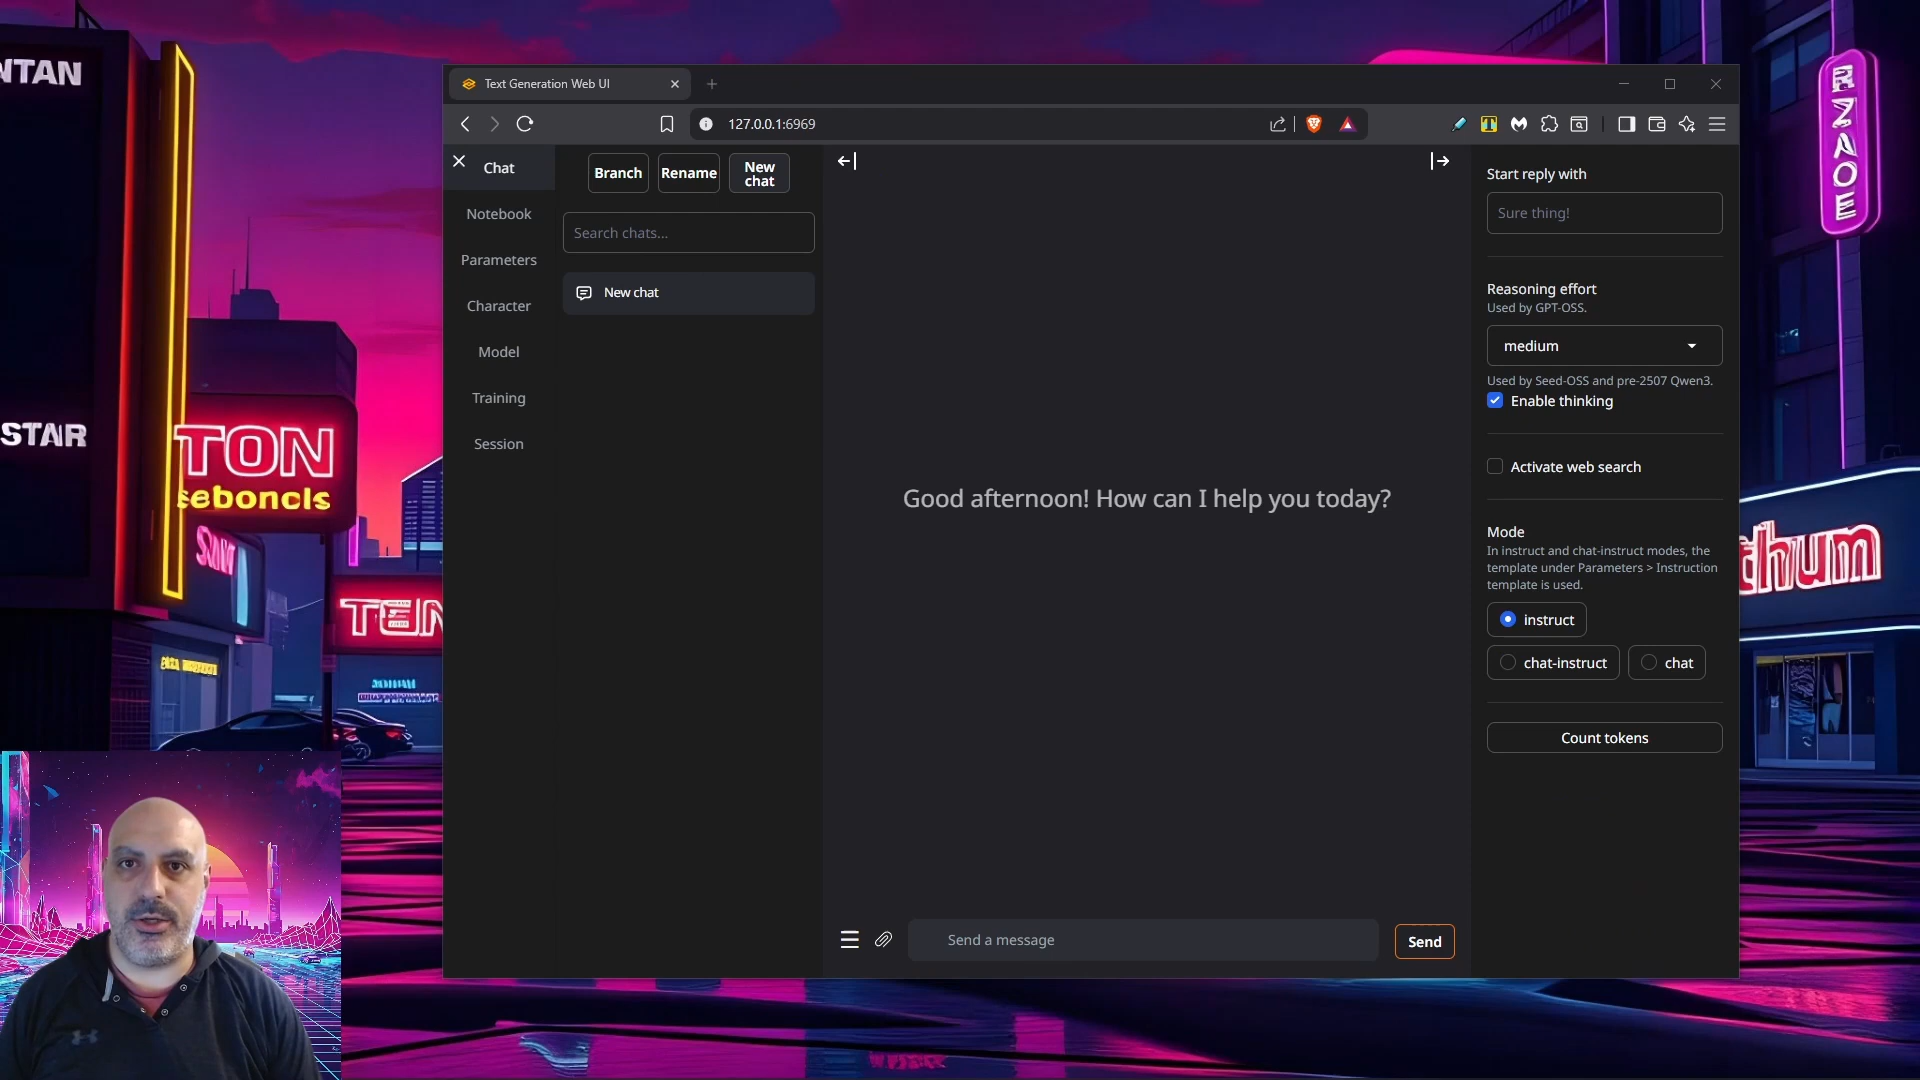 NTAN
STAR
TON
seboncls
TEN
thum
Text Generation Web UI
127.0.0.1:6969
Chat
Notebook
Parameters
Character
Model
Training
Session
Branch
Rename
New chat
Search chats...
New chat
Good afternoon! How can I help you today?
Send a message
Send
Start reply with
Sure thing!
Reasoning effort
Used by GPT-OSS.
medium
Used by Seed-OSS and pre-2507 Qwen3.
Enable thinking
Activate web search
Mode
In instruct and chat-instruct modes, the
template under Parameters > Instruction
template is used.
instruct
chat-instruct
chat
Count tokens